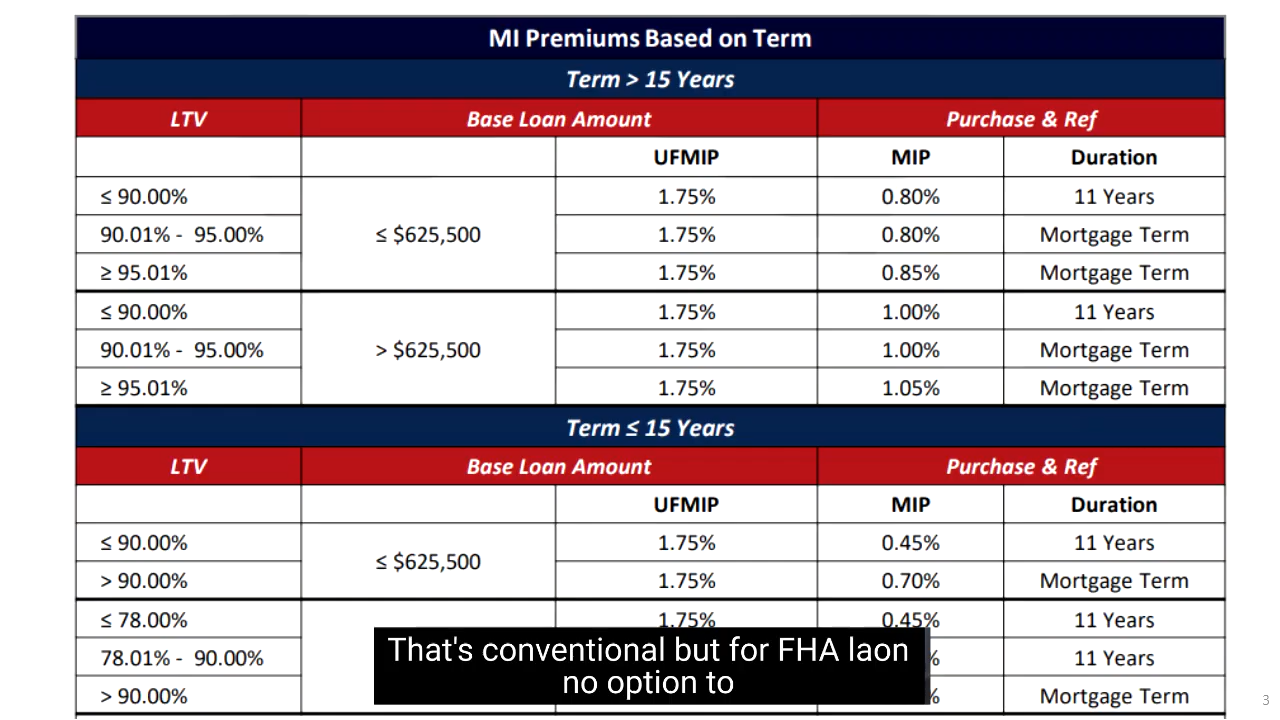 MI Premiums Based on Term
Term > 15 Years
LTV Base Loan Amount Purchase & Ref
UFMIP MIP Duration
≤ 90.00% 1.75% 0.80% 11 Years
90.01% - 95.00% ≤ $625,500 1.75% 0.80% Mortgage Term
≥ 95.01% 1.75% 0.85% Mortgage Term
≤ 90.00% 1.75% 1.00% 11 Years
90.01% - 95.00% > $625,500 1.75% 1.00% Mortgage Term
≥ 95.01% 1.75% 1.05% Mortgage Term
Term ≤ 15 Years
LTV Base Loan Amount Purchase & Ref
UFMIP MIP Duration
≤ 90.00% 1.75% 0.45% 11 Years
≤ $625,500
> 90.00% 1.75% 0.70% Mortgage Term
≤ 78.00% 1.75% 0.45% 11 Years
78.01% - 90.00% % 11 Years
> 90.00% % Mortgage Term
That's conventional but for FHA laon
no option to
3